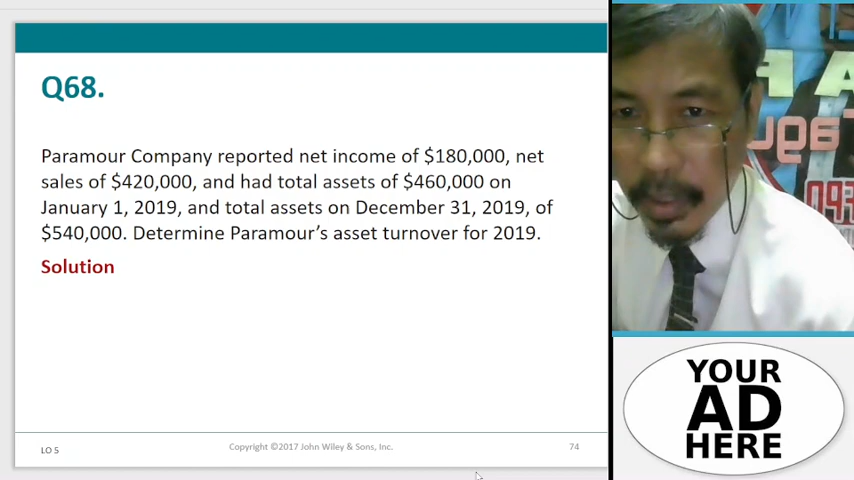 Q68.
Paramour Company reported net income of $180,000, net
sales of $420,000, and had total assets of $460,000 on
January 1, 2019, and total assets on December 31, 2019, of
$540,000. Determine Paramour’s asset turnover for 2019.
Solution
LO 5
Copyright ©2017 John Wiley & Sons, Inc.
74
YOUR
AD
HERE